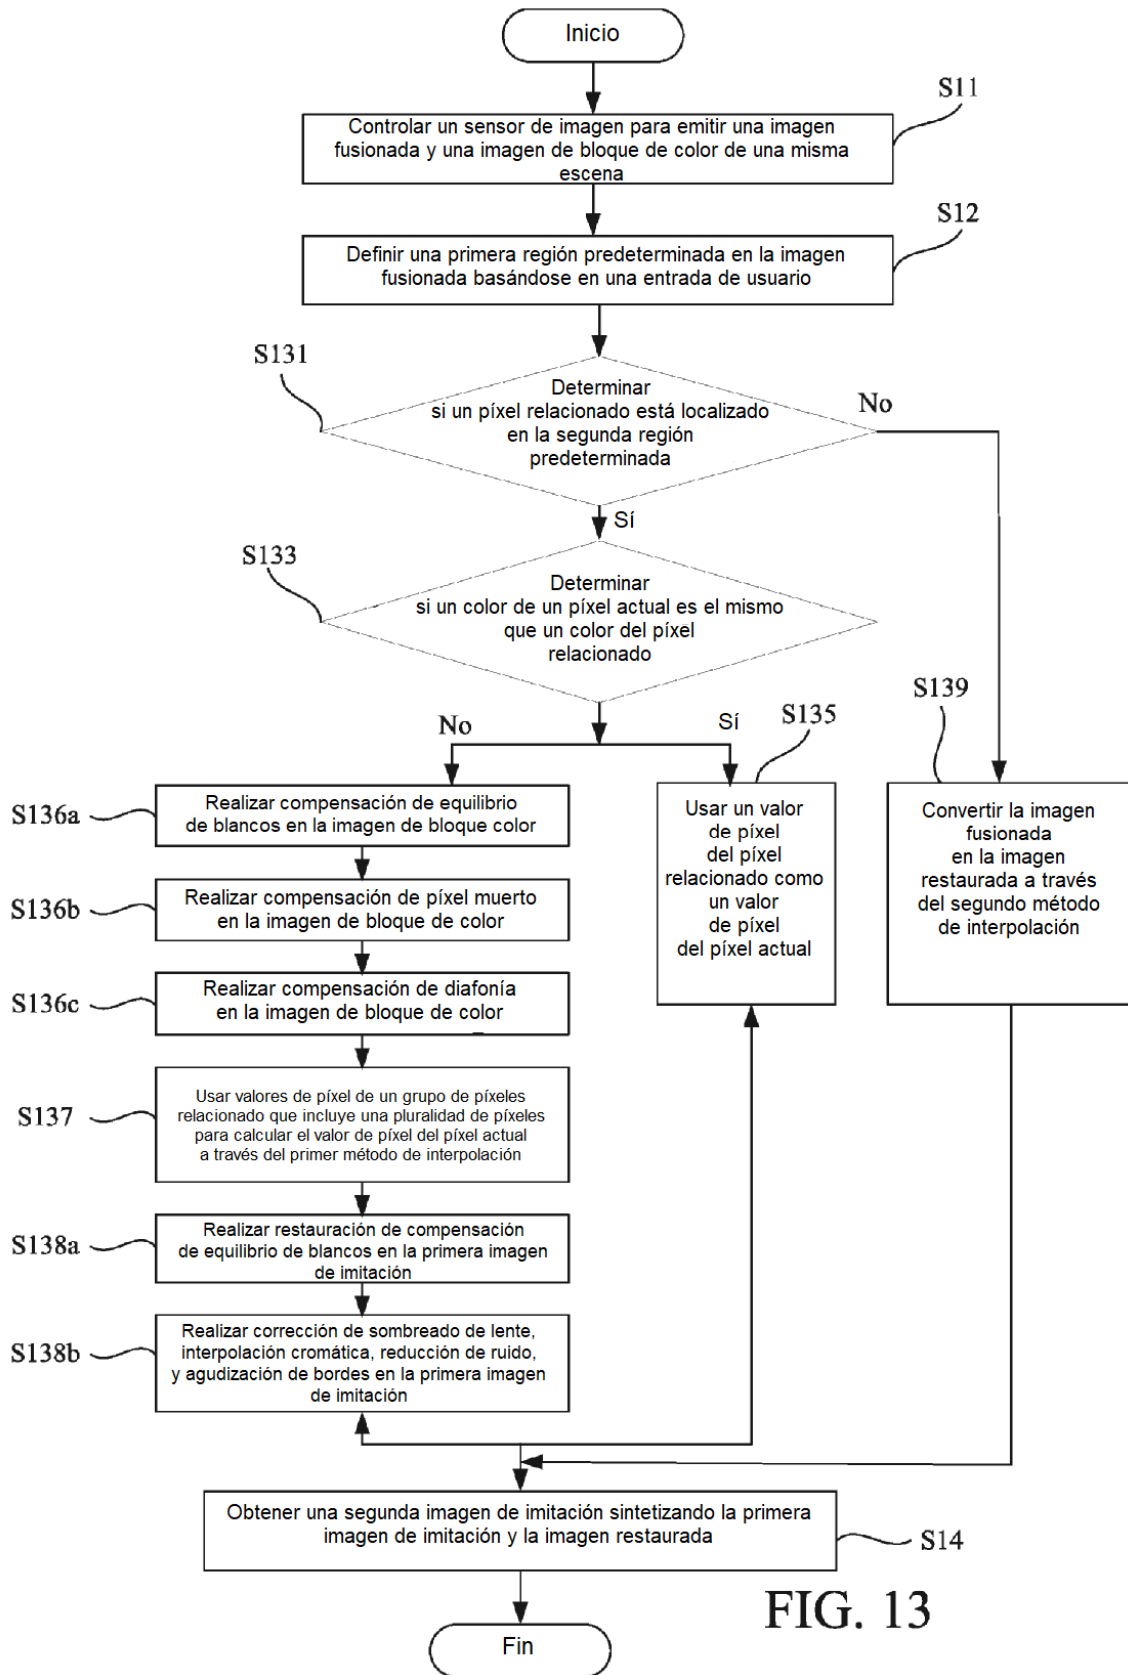 Inicio
S11
Controlar un sensor de imagen para emitir una imagen
fusionada y una imagen de bloque de color de una misma
escena
S12
Definir una primera región predeterminada en la imagen
fusionada basándose en una entrada de usuario
S131
Determinar
si un píxel relacionado está localizado
en la segunda región
predeterminada
No
Sí
S133
Determinar
si un color de un píxel actual es el mismo
que un color del píxel
relacionado
No
Sí
S135
S139
S136a
Realizar compensación de equilibrio
de blancos en la imagen de bloque color
Usar un valor
de píxel
del píxel
relacionado como
un valor
de píxel
del píxel actual
Convertir la imagen
fusionada
en la imagen
restaurada a través
del segundo método
de interpolación
S136b
Realizar compensación de píxel muerto
en la imagen de bloque de color
S136c
Realizar compensación de diafonía
en la imagen de bloque de color
S137
Usar valores de píxel de un grupo de píxeles
relacionado que incluye una pluralidad de píxeles
para calcular el valor de píxel del píxel actual
a través del primer método de interpolación
S138a
Realizar restauración de compensación
de equilibrio de blancos en la primera imagen
de imitación
S138b
Realizar corrección de sombreado de lente,
interpolación cromática, reducción de ruido,
y agudización de bordes en la primera imagen
de imitación
Obtener una segunda imagen de imitación sintetizando la primera
imagen de imitación y la imagen restaurada
S14
FIG. 13
Fin